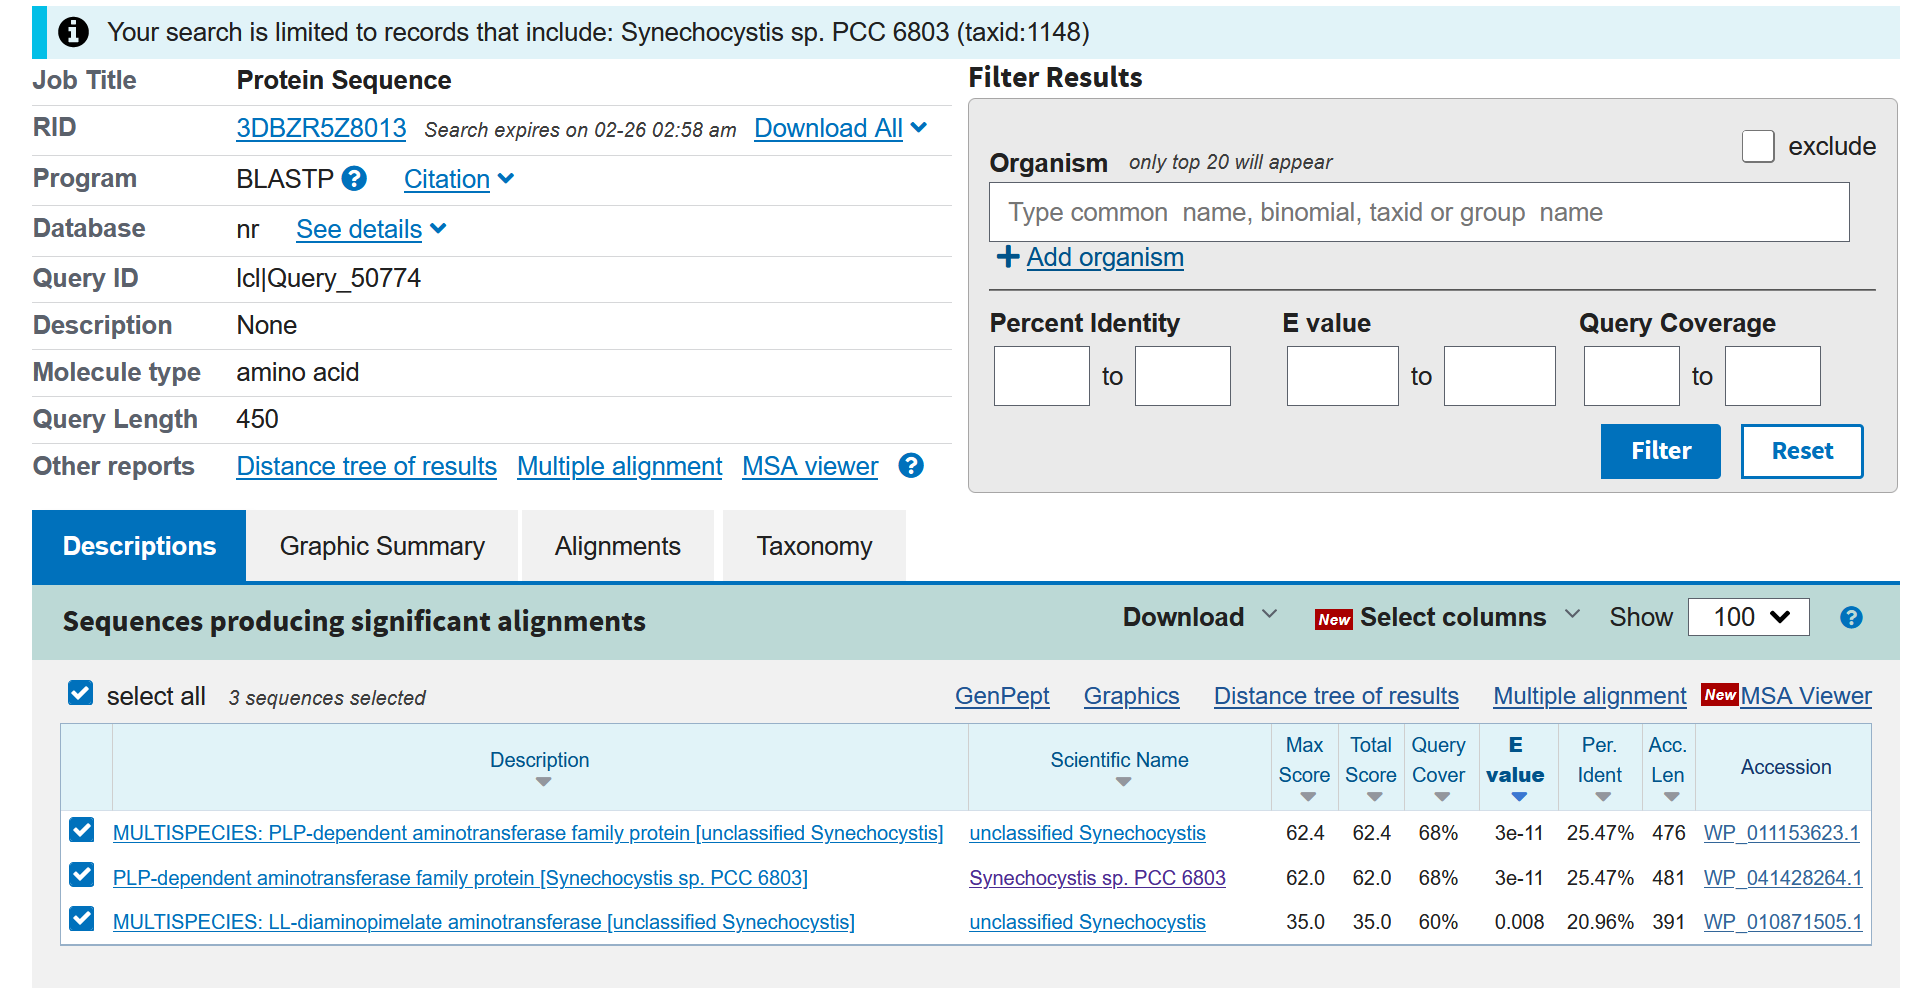 Your search is limited to records that include: Synechocystis sp. PCC 6803 (taxid:1148)
Job Title Protein Sequence
RID 3DBZR5Z8013 Search expires on 02-26 02:58 am Download All
Program BLASTP Citation
Database nr See details
Query ID lcl|Query_50774
Description None
Molecule type amino acid
Query Length 450
Other reports Distance tree of results Multiple alignment MSA viewer
Filter Results
exclude
Organism only top 20 will appear
Type common name, binomial, taxid or group name
Add organism
Percent Identity E value Query Coverage
to to to
Filter Reset
Descriptions Graphic Summary Alignments Taxonomy
Sequences producing significant alignments Download New Select columns Show 100
select all 3 sequences selected GenPept Graphics Distance tree of results Multiple alignment New MSA Viewer
Description Scientific Name Max Score Total Score Query Cover E value Per. Ident Acc. Len Accession
MULTISPECIES: PLP-dependent aminotransferase family protein [unclassified Synechocystis] unclassified Synechocystis 62.4 62.4 68% 3e-11 25.47% 476 WP_011153623.1
PLP-dependent aminotransferase family protein [Synechocystis sp. PCC 6803] Synechocystis sp. PCC 6803 62.0 62.0 68% 3e-11 25.47% 481 WP_041428264.1
MULTISPECIES: LL-diaminopimelate aminotransferase [unclassified Synechocystis] unclassified Synechocystis 35.0 35.0 60% 0.008 20.96% 391 WP_010871505.1